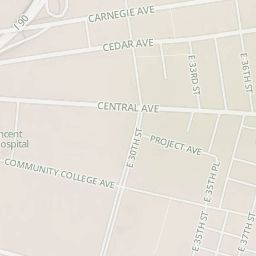 I 90
CARNEGIE AVE
CEDAR AVE
E 33RD ST
E 36TH ST
CENTRAL AVE
ncent
ospital
PROJECT AVE
E 30TH ST
COMMUNITY COLLEGE AVE
E 35TH PL
E 35TH ST
E 37TH ST